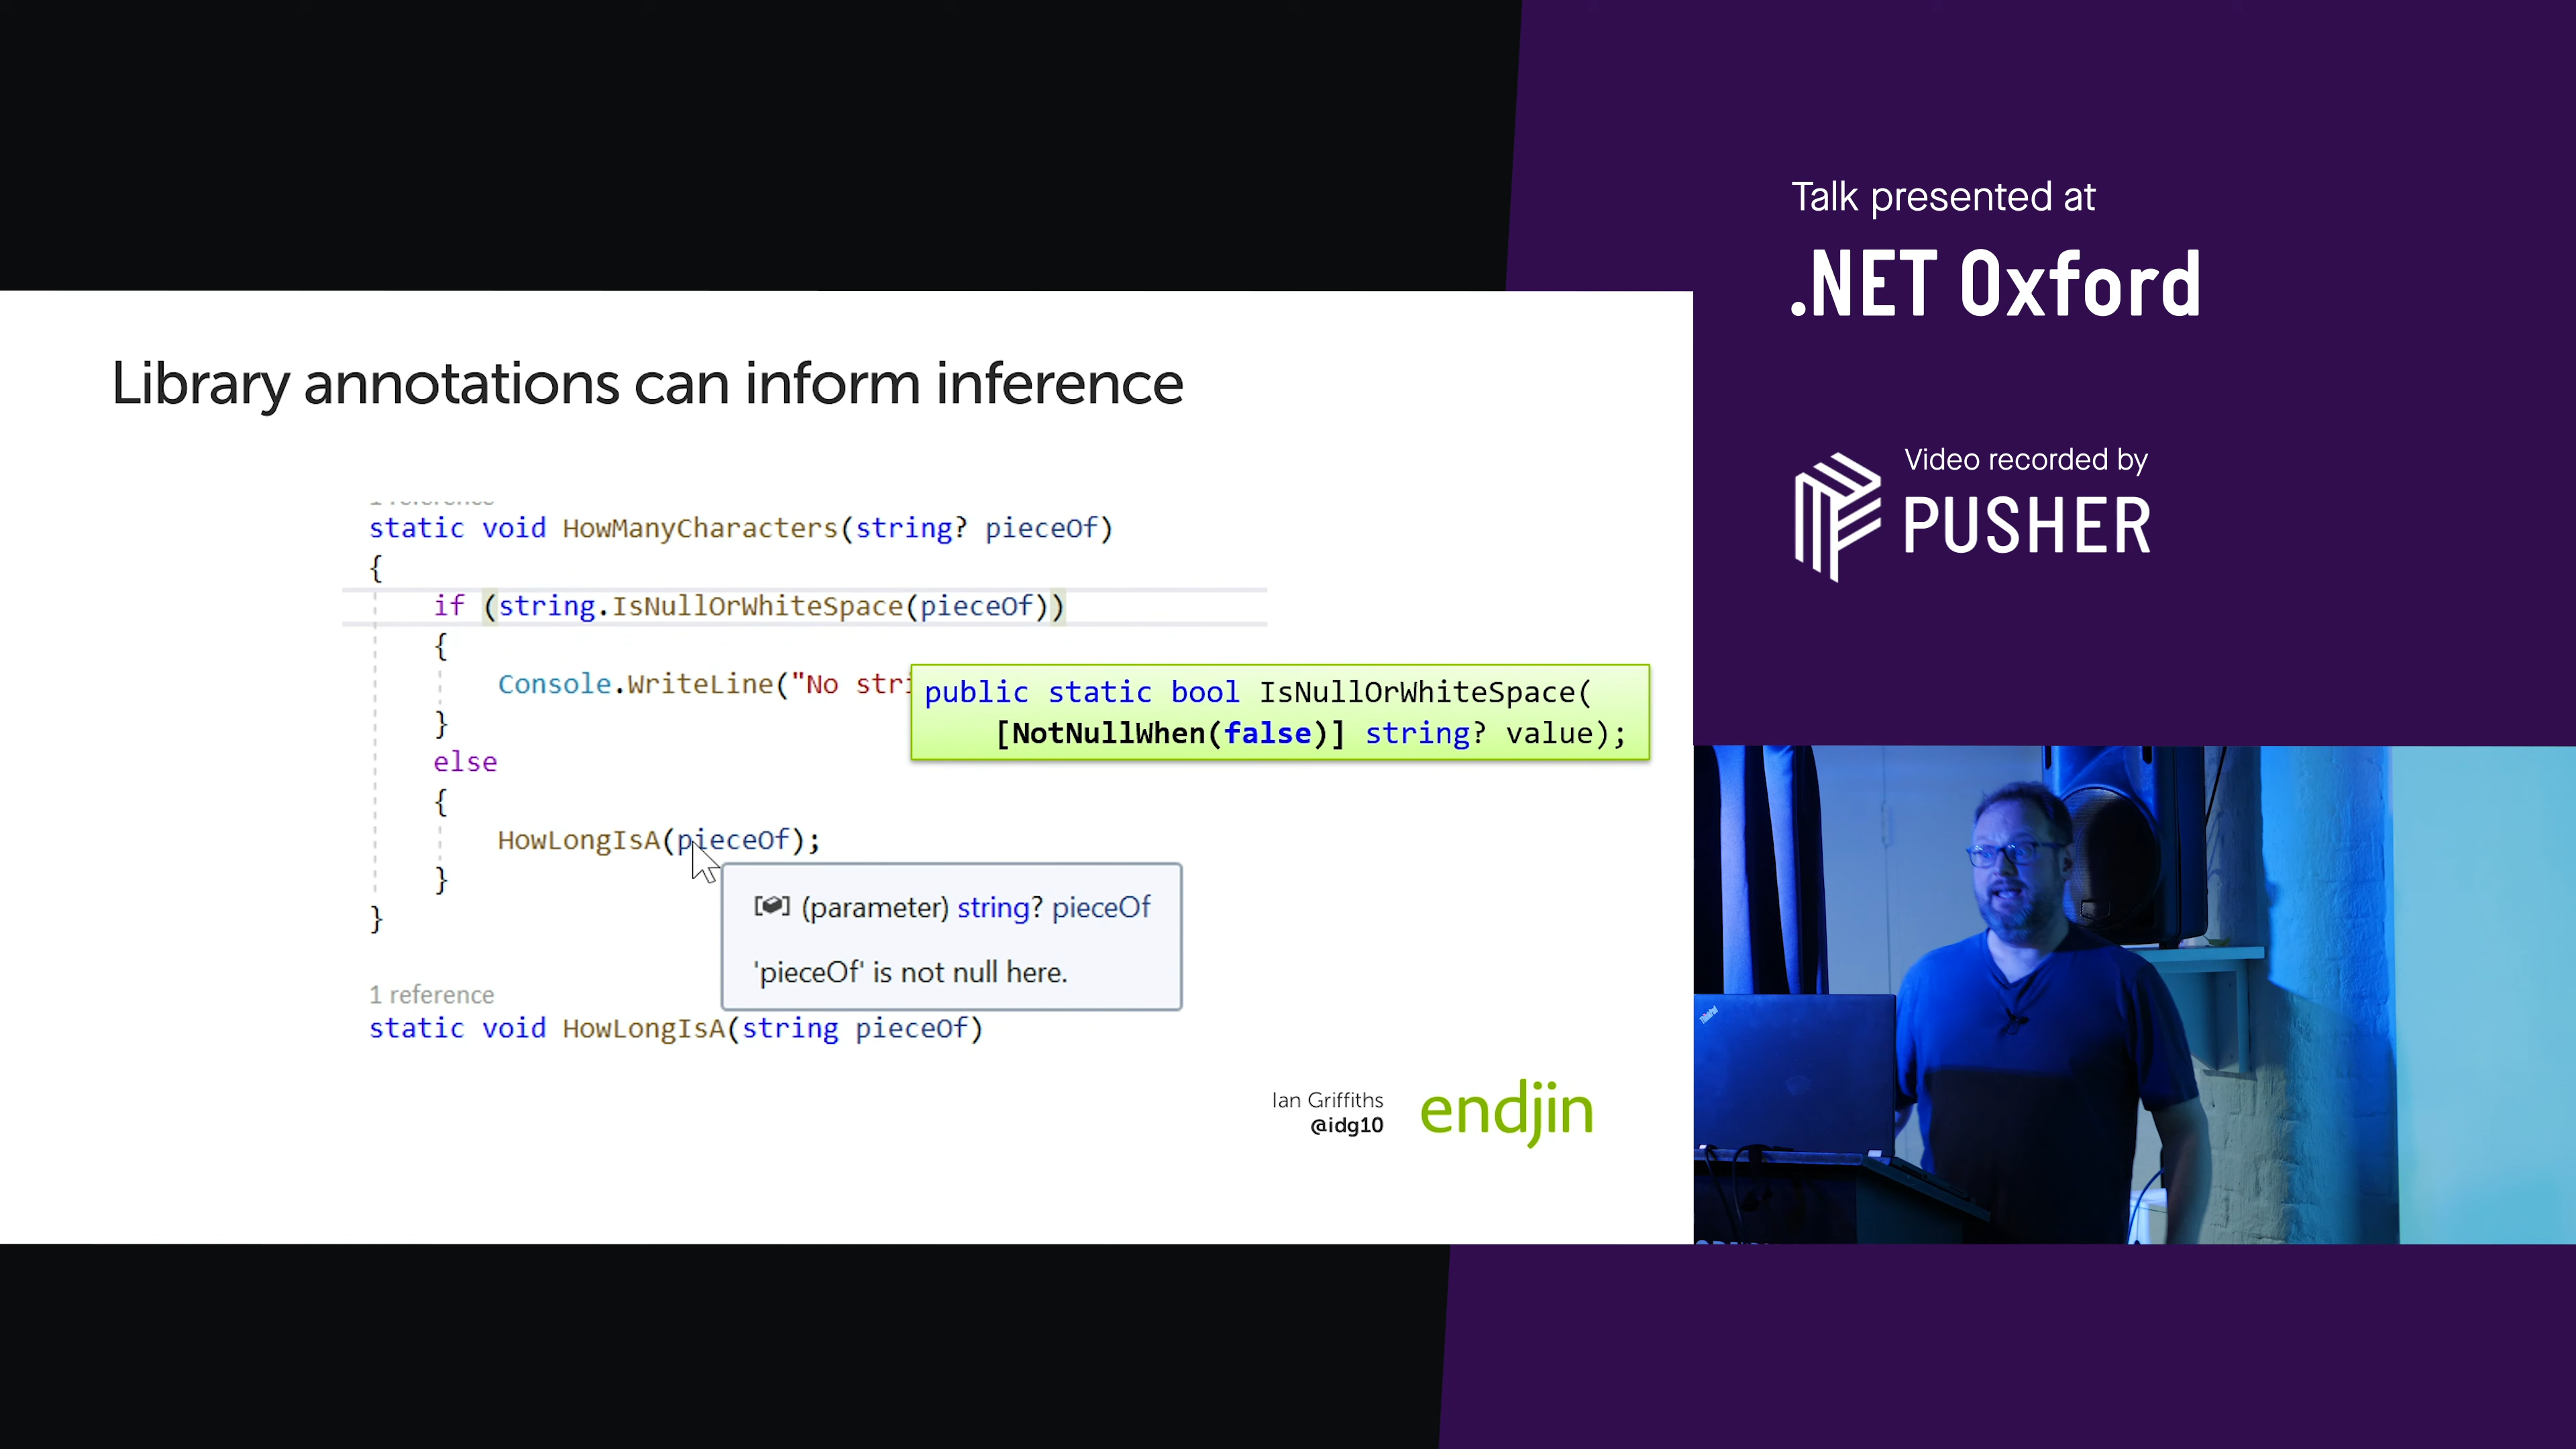 Talk presented at
.NET Oxford
Video recorded by
PUSHER
Library annotations can inform inference
1 reference
static void HowManyCharacters(string? pieceOf)
{
if (string.IsNullOrWhiteSpace(pieceOf))
{
Console.WriteLine("No stri
public static bool IsNullOrWhiteSpace(
[NotNullWhen(false)] string? value);
}
else
{
HowLongIsA(pieceOf);
}
}
(parameter) string? pieceOf
'pieceOf' is not null here.
1 reference
static void HowLongIsA(string pieceOf)
Ian Griffiths
@idg10
endjin
ThinkPad